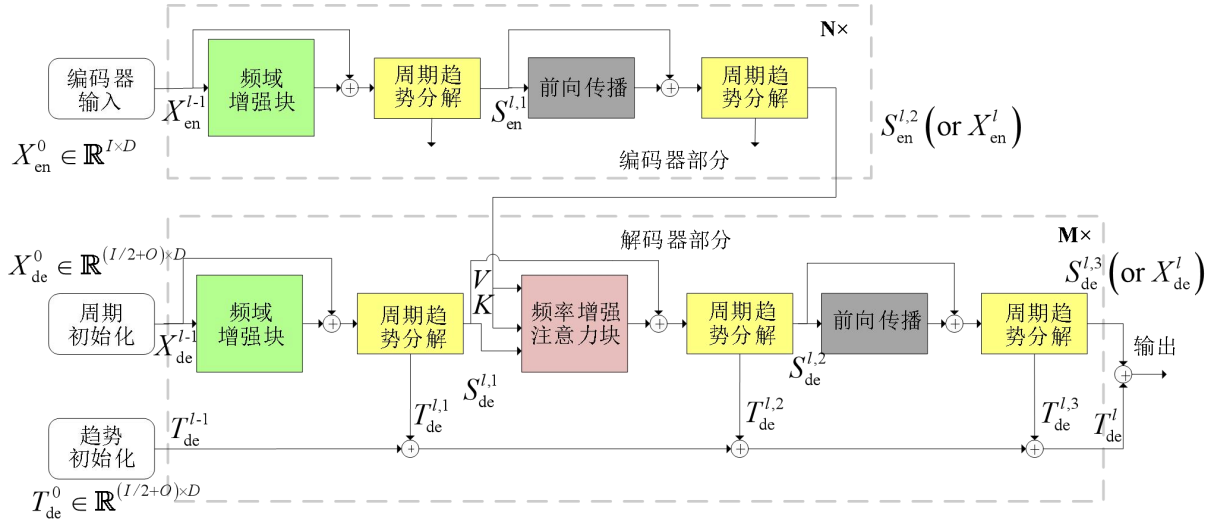 N×
编码器
输入
频域
增强块
周期趋
势分解
前向传播
周期趋
势分解
X_en^{l-1}
S_en^{l,1}
S_en^{l,2} (or X_en^l)
X_en^0 ∈ ℝ^{I×D}
编码器部分
解码器部分
M×
X_de^0 ∈ ℝ^{(I/2+O)×D}
S_de^{l,3} (or X_de^l)
周期
初始化
频域
增强块
周期趋
势分解
V
K
频率增强
注意力块
周期趋
势分解
前向传播
周期趋
势分解
输出
X_de^{l-1}
S_de^{l,1}
S_de^{l,2}
趋势
初始化
T_de^{l-1}
T_de^{l,1}
T_de^{l,2}
T_de^{l,3}
T_de^l
T_de^0 ∈ ℝ^{(I/2+O)×D}